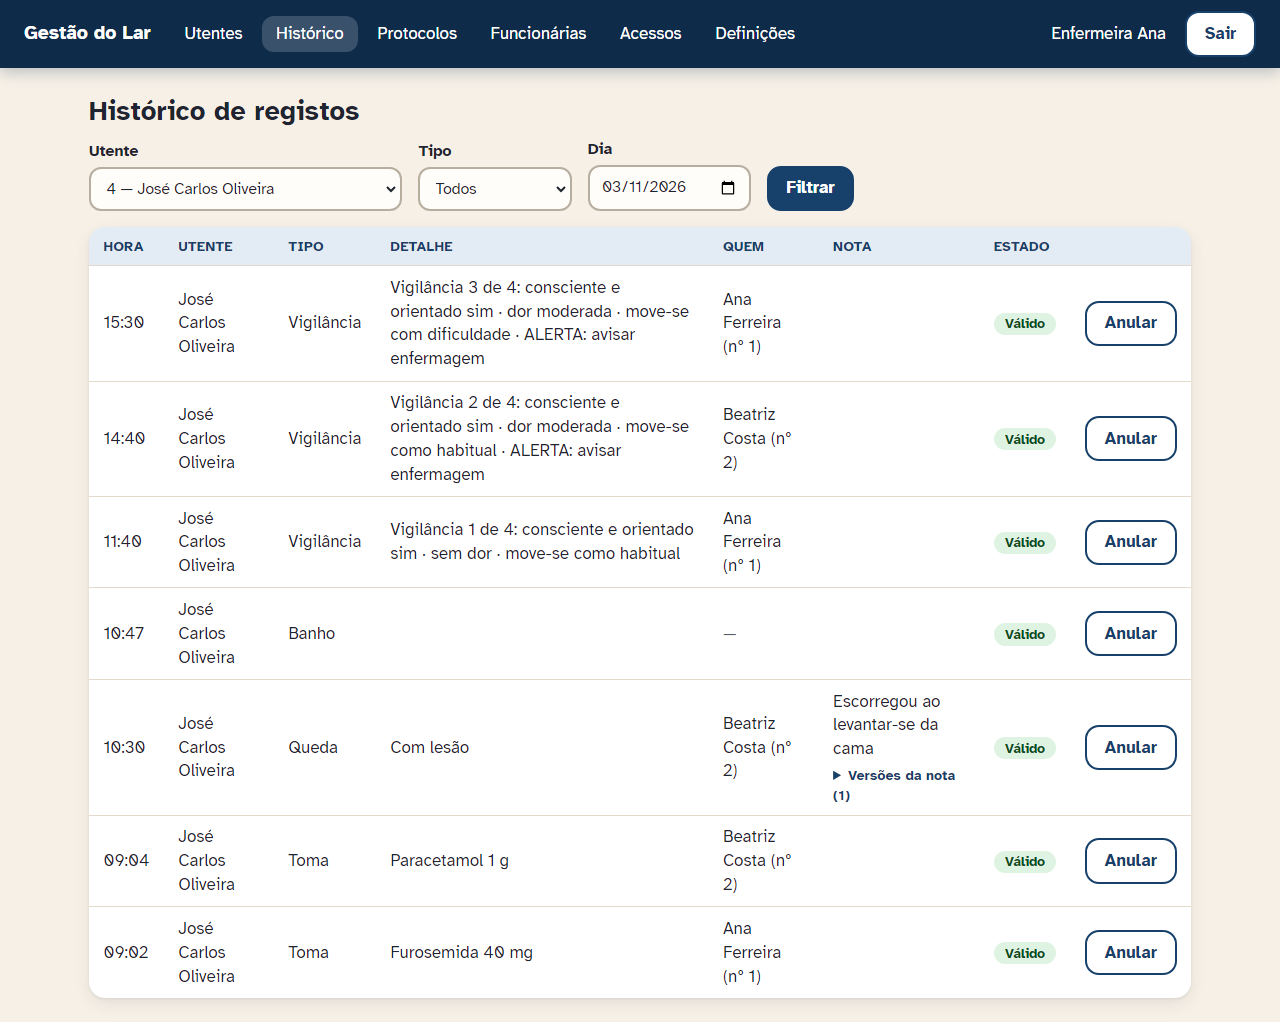 Gestão do Lar Utentes Histórico Protocolos Funcionárias Acessos Definições Enfermeira Ana Sair
Histórico de registos
Utente Tipo Dia
4 — José Carlos Oliveira Todos 03/11/2026 Filtrar
HORA UTENTE TIPO DETALHE QUEM NOTA ESTADO
15:30 José Carlos Oliveira Vigilância Vigilância 3 de 4: consciente e orientado sim · dor moderada · move-se com dificuldade · ALERTA: avisar enfermagem Ana Ferreira (nº 1) Válido Anular
14:40 José Carlos Oliveira Vigilância Vigilância 2 de 4: consciente e orientado sim · dor moderada · move-se como habitual · ALERTA: avisar enfermagem Beatriz Costa (nº 2) Válido Anular
11:40 José Carlos Oliveira Vigilância Vigilância 1 de 4: consciente e orientado sim · sem dor · move-se como habitual Ana Ferreira (nº 1) Válido Anular
10:47 José Carlos Oliveira Banho — Válido Anular
10:30 José Carlos Oliveira Queda Com lesão Beatriz Costa (nº 2) Escorregou ao levantar-se da cama ▶ Versões da nota (1) Válido Anular
09:04 José Carlos Oliveira Toma Paracetamol 1 g Beatriz Costa (nº 2) Válido Anular
09:02 José Carlos Oliveira Toma Furosemida 40 mg Ana Ferreira (nº 1) Válido Anular